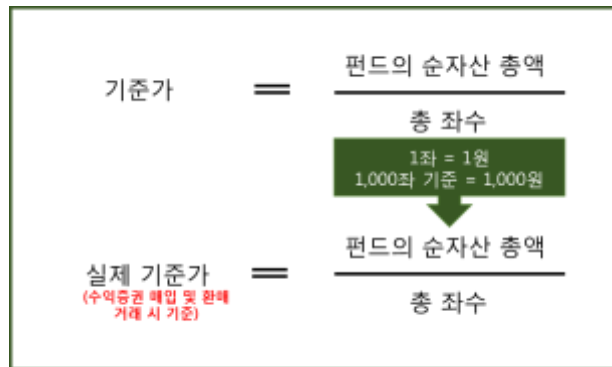 펀드의 순자산 총액
기준가 =
총 좌수
1좌 = 1원
1,000좌 기준 = 1,000원
펀드의 순자산 총액
실제 기준가 =
(수익증권 매입 및 환매
거래 시 기준)
총 좌수